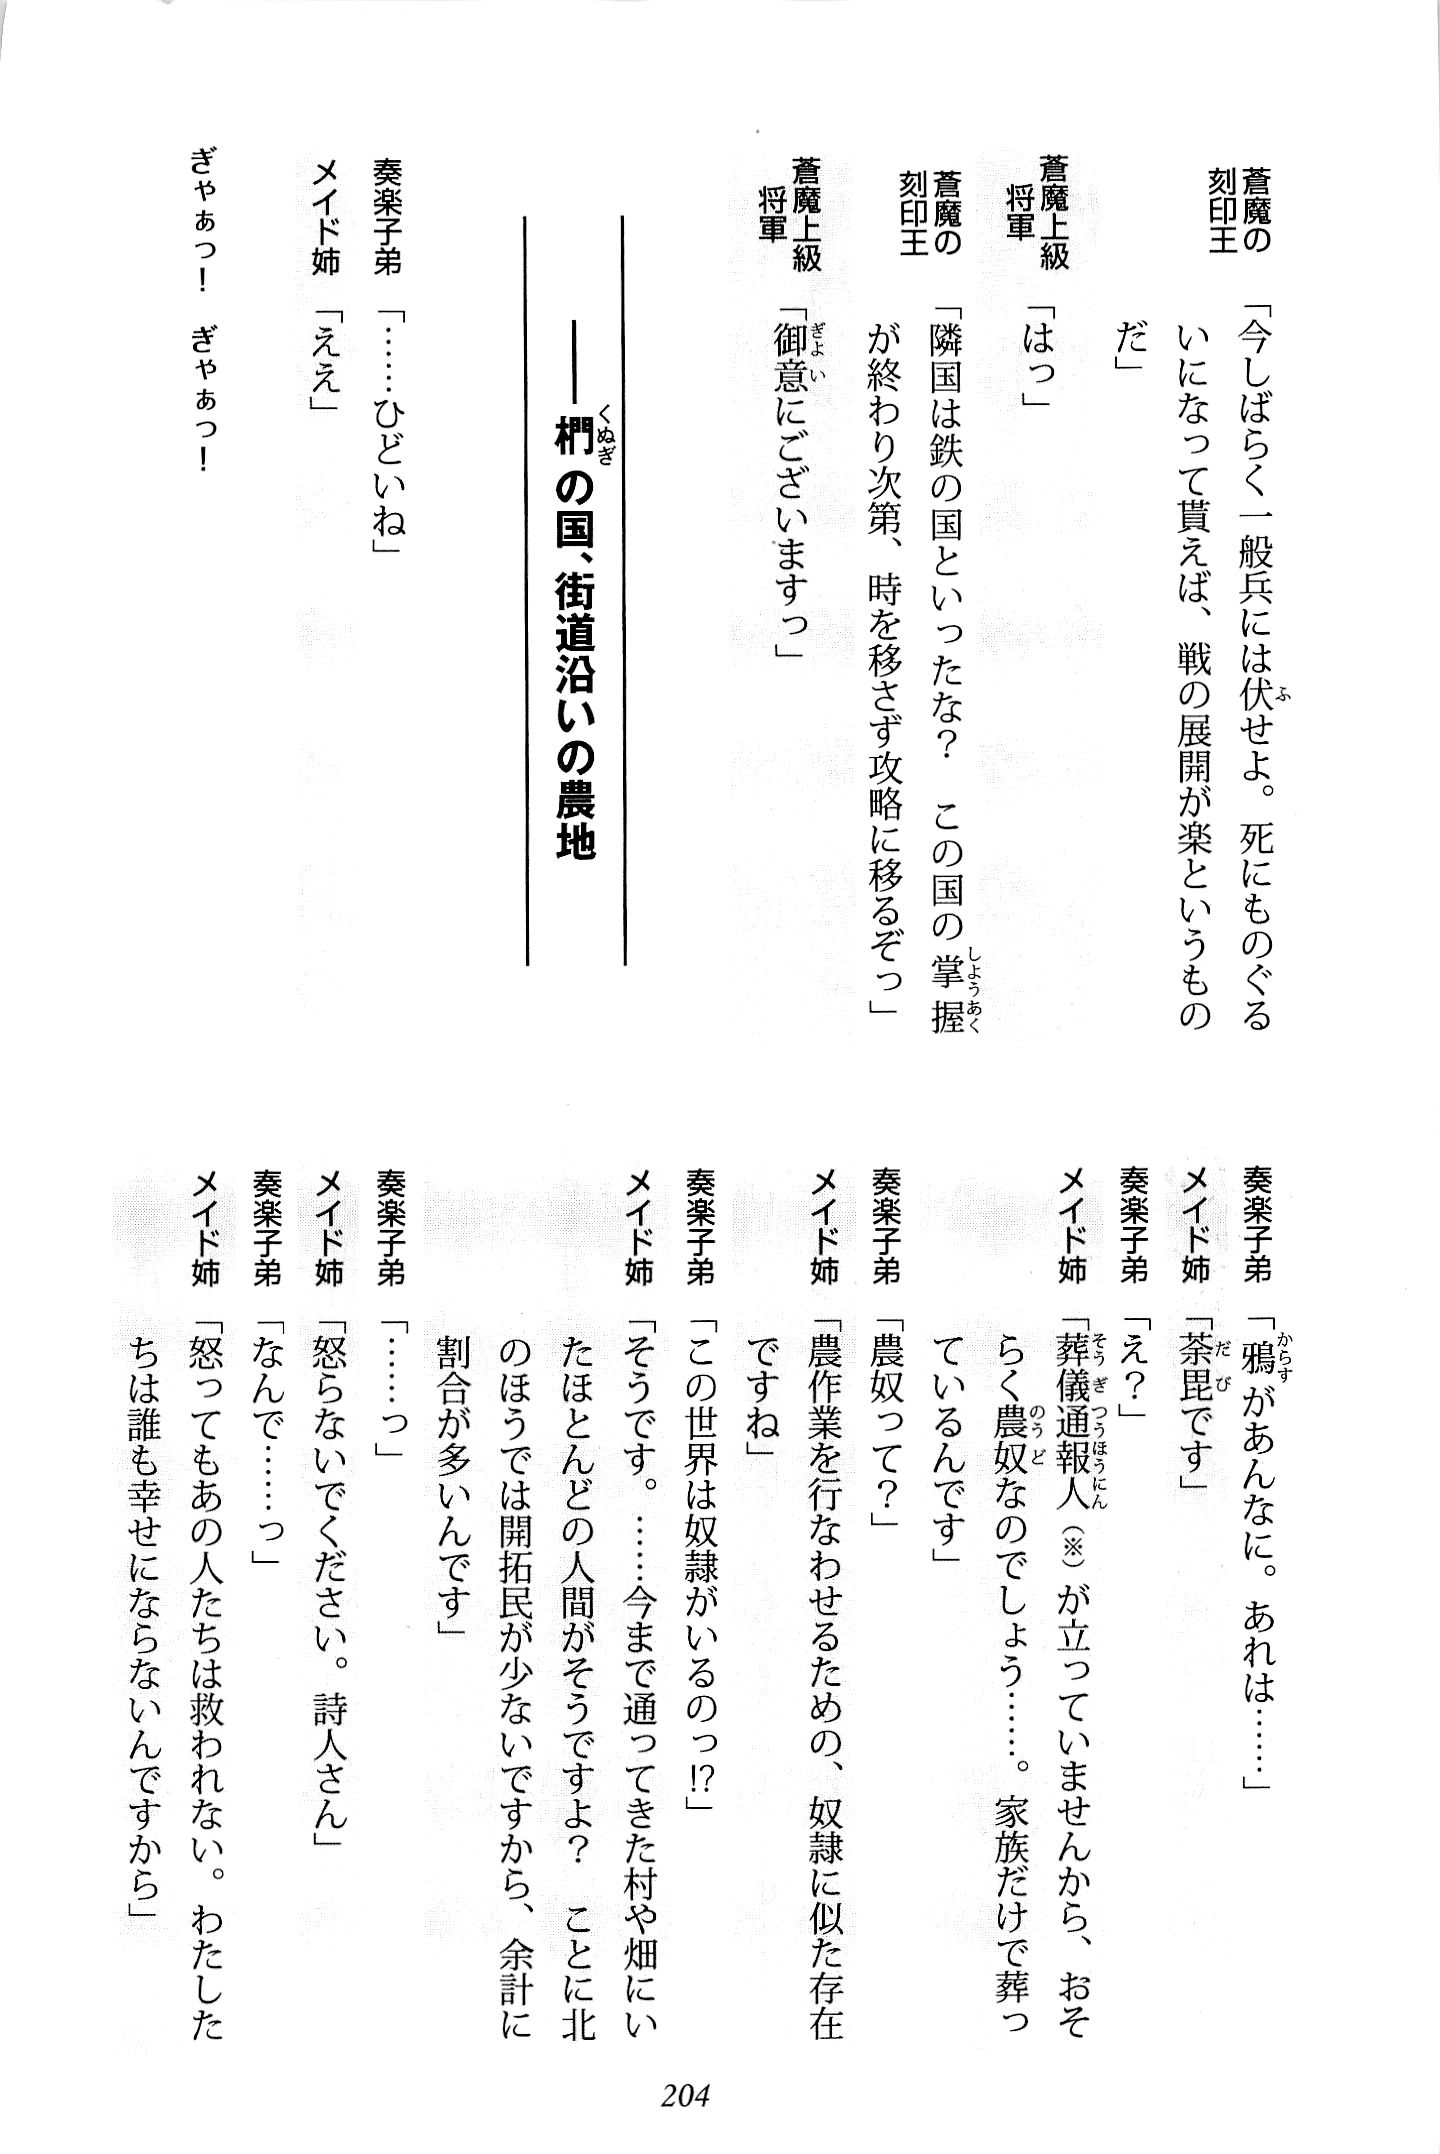 蒼魔の刻印王「今しばらく一般兵には伏せよ。死にものぐる
いになって貰えば、戦の展開が楽というもの
だ」
蒼魔上級将軍「はっ」
蒼魔の刻印王「隣国は鉄の国といったな？　この国の掌握
が終わり次第、時を移さず攻略に移るぞっ」
蒼魔上級将軍「御意にございますっ」
――椚の国、街道沿いの農地
奏楽子弟「……ひどいね」
メイド姉「ええ」
ぎゃぁっ！　ぎゃぁっ！
奏楽子弟「鴉があんなに。あれは……」
メイド姉「荼毘です」
奏楽子弟「え？」
メイド姉「葬儀通報人（※）が立っていませんから、おそ
らく農奴なのでしょう……。家族だけで葬っ
ているんです」
奏楽子弟「農奴って？」
メイド姉「農作業を行なわせるための、奴隷に似た存在
ですね」
奏楽子弟「この世界は奴隷がいるのっ!?」
メイド姉「そうです。……今まで通ってきた村や畑にい
たほとんどの人間がそうですよ？　ことに北
のほうでは開拓民が少ないですから、余計に
割合が多いんです」
奏楽子弟「……っ」
メイド姉「怒らないでください。詩人さん」
奏楽子弟「なんで……っ」
メイド姉「怒ってもあの人たちは救われない。わたした
ちは誰も幸せにならないんですから」
204